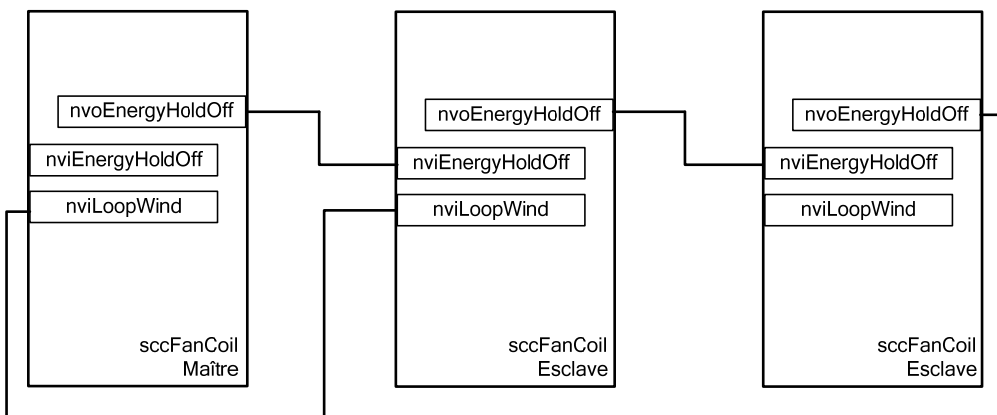 nvoEnergyHoldOff
nviEnergyHoldOff
nviLoopWind
sccFanCoil
Maître
nvoEnergyHoldOff
nviEnergyHoldOff
nviLoopWind
sccFanCoil
Esclave
nvoEnergyHoldOff
nviEnergyHoldOff
nviLoopWind
sccFanCoil
Esclave